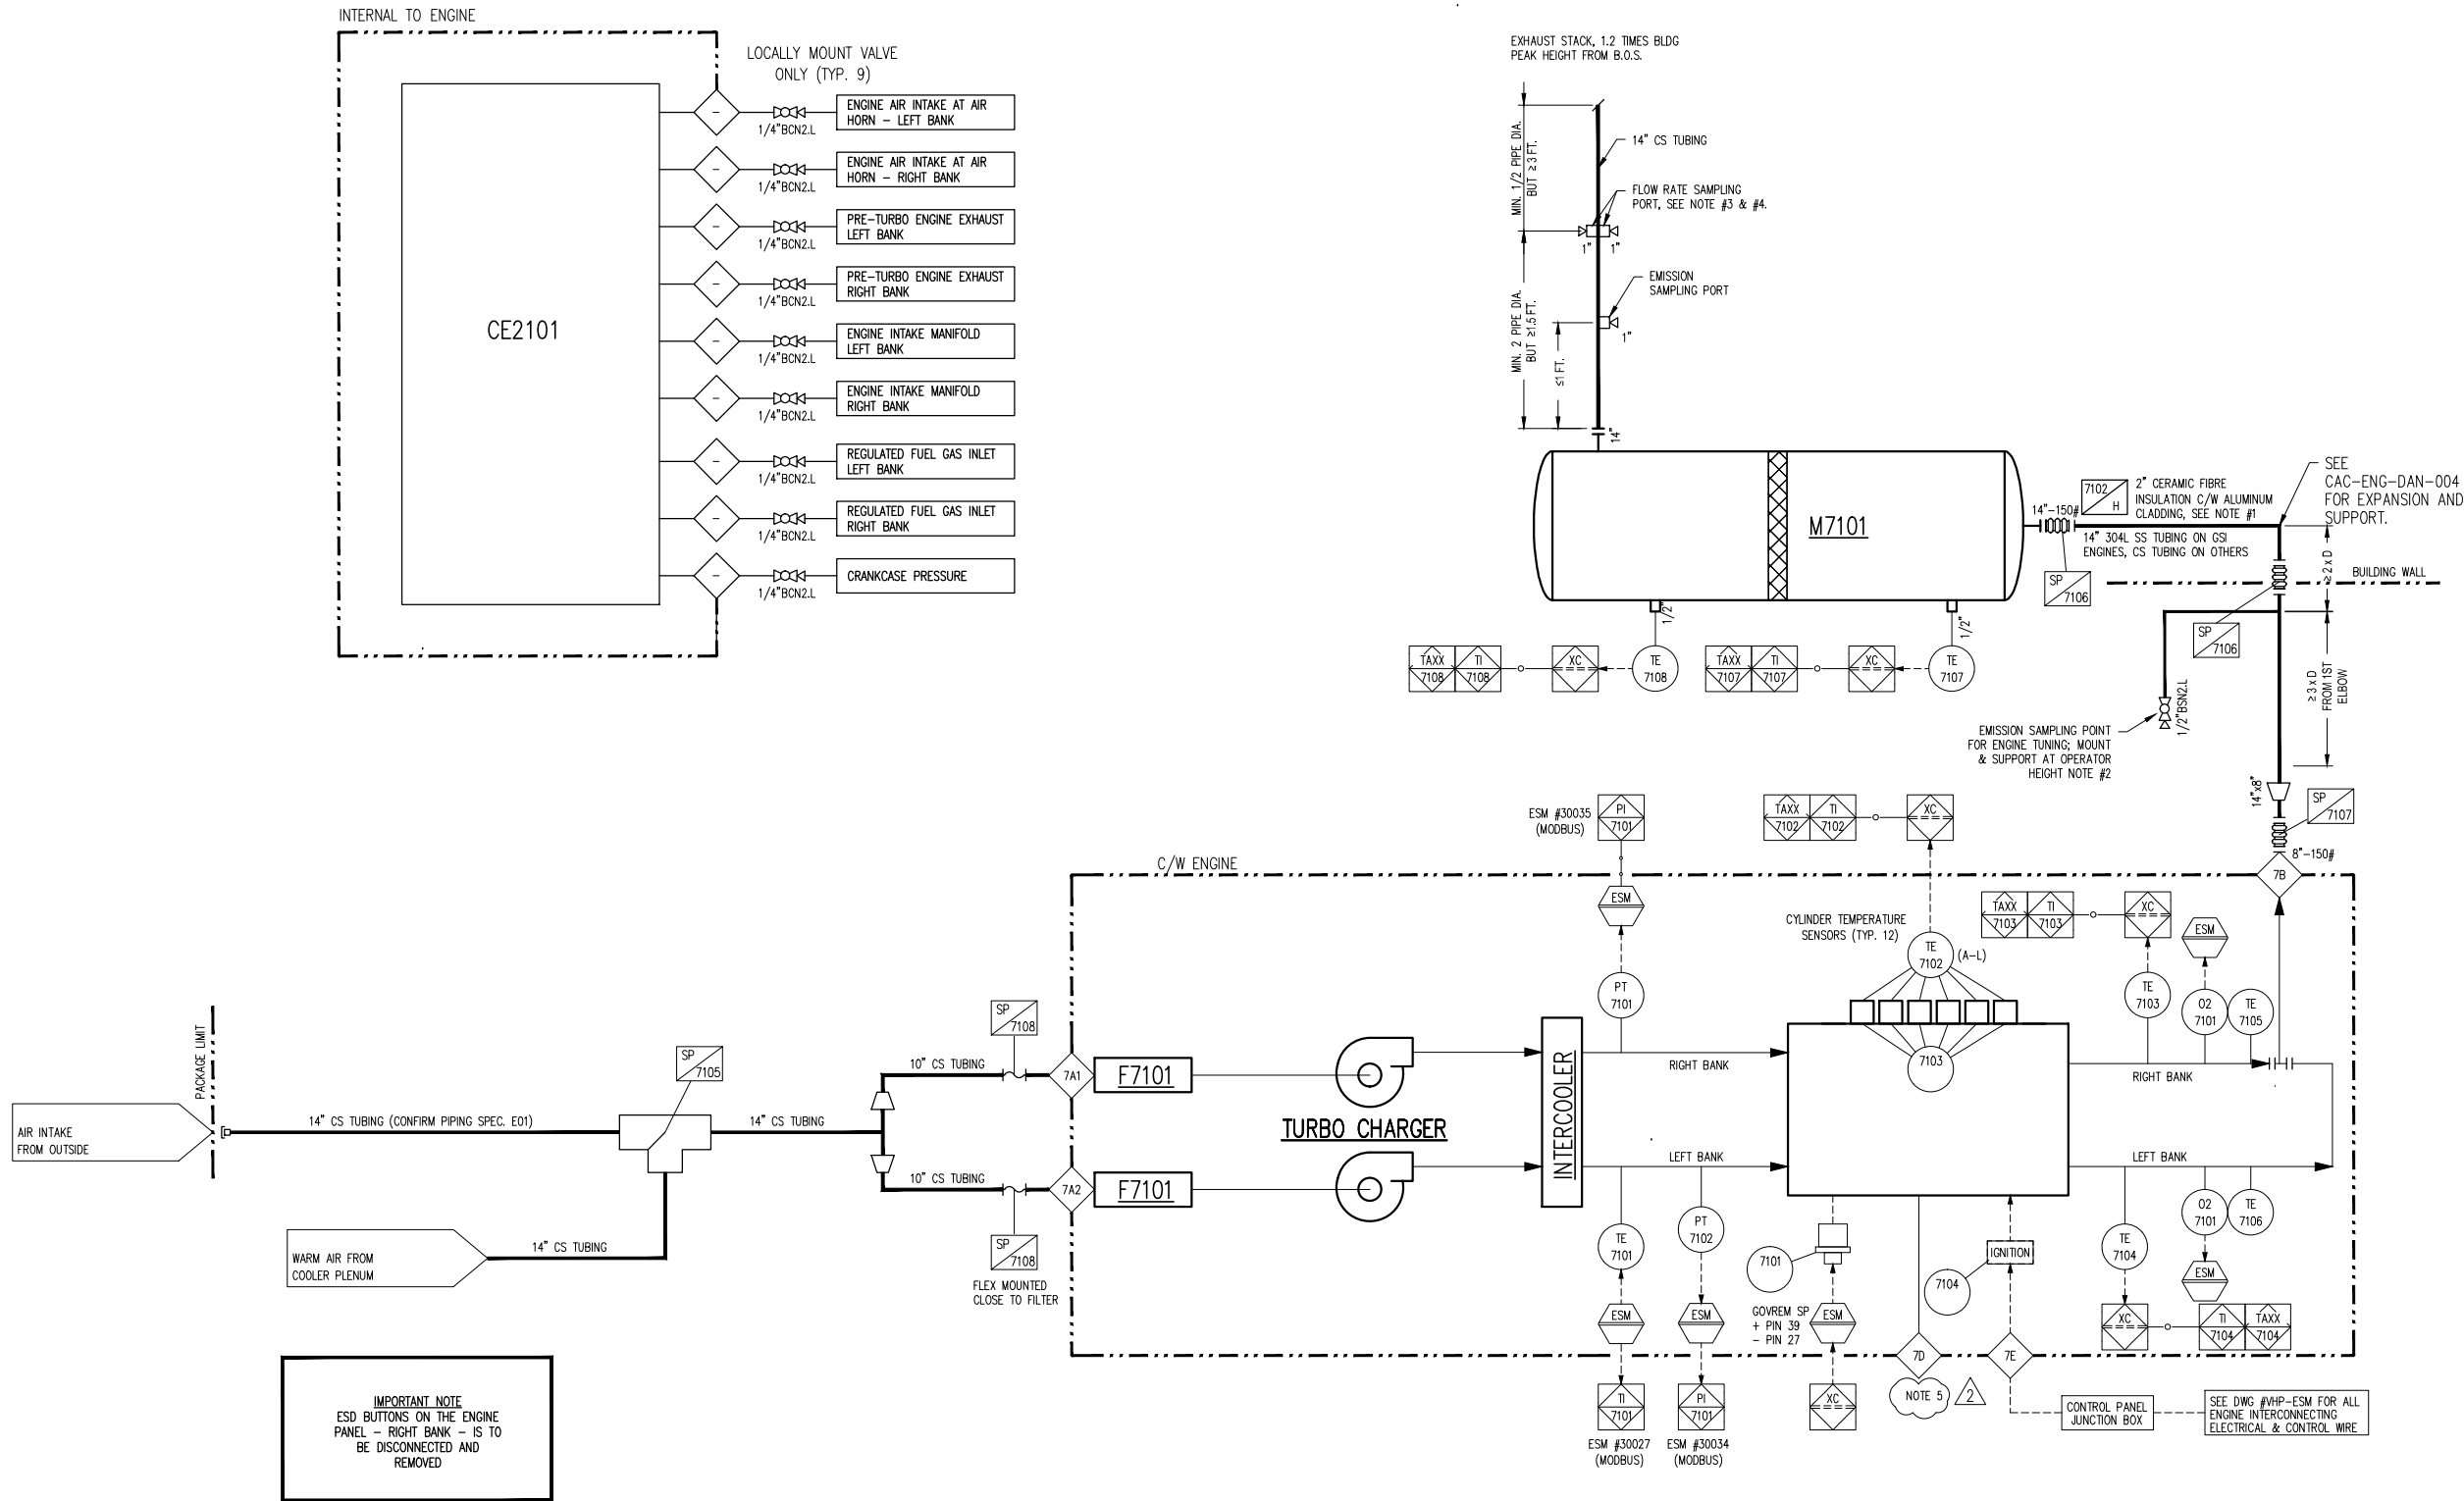 INTERNAL TO ENGINE
LOCALLY MOUNT VALVE
ONLY (TYP. 9)
CE2101
-
1/4"BCN2.L
ENGINE AIR INTAKE AT AIR
HORN - LEFT BANK
-
1/4"BCN2.L
ENGINE AIR INTAKE AT AIR
HORN - RIGHT BANK
-
1/4"BCN2.L
PRE-TURBO ENGINE EXHAUST
LEFT BANK
-
1/4"BCN2.L
PRE-TURBO ENGINE EXHAUST
RIGHT BANK
-
1/4"BCN2.L
ENGINE INTAKE MANIFOLD
LEFT BANK
-
1/4"BCN2.L
ENGINE INTAKE MANIFOLD
RIGHT BANK
-
1/4"BCN2.L
REGULATED FUEL GAS INLET
LEFT BANK
-
1/4"BCN2.L
REGULATED FUEL GAS INLET
RIGHT BANK
-
1/4"BCN2.L
CRANKCASE PRESSURE
EXHAUST STACK, 1.2 TIMES BLDG
PEAK HEIGHT FROM B.O.S.
MIN. 1/2 PIPE DIA.
BUT ≥3 FT.
14" CS TUBING
FLOW RATE SAMPLING
PORT, SEE NOTE #3 & #4.
1"
1"
MIN. 2 PIPE DIA.
BUT ≥1.5 FT.
≤1 FT.
EMISSION
SAMPLING PORT
1"
14"
M7101
14"-150#
7102
H
2" CERAMIC FIBRE
INSULATION C/W ALUMINUM
CLADDING, SEE NOTE #1
SEE
CAC-ENG-DAN-004
FOR EXPANSION AND
SUPPORT.
14" 304L SS TUBING ON GSI
ENGINES, CS TUBING ON OTHERS
SP
7106
≥2 x D
BUILDING WALL
SP
7106
1/2"
1/2"
TAXX
7108
TI
7108
XC
TE
7108
TAXX
7107
TI
7107
XC
TE
7107
≥3 x D
FROM 1ST
ELBOW
1/2"BSN2.L
EMISSION SAMPLING POINT
FOR ENGINE TUNING; MOUNT
& SUPPORT AT OPERATOR
HEIGHT NOTE #2
14"x8"
SP
7107
8"-150#
7B
ESM #30035
(MODBUS)
PI
7101
TAXX
7102
TI
7102
XC
C/W ENGINE
ESM
CYLINDER TEMPERATURE
SENSORS (TYP. 12)
TE
7102
(A-L)
TAXX
7103
TI
7103
XC
ESM
PT
7101
TE
7103
O2
7101
TE
7105
7103
PACKAGE LIMIT
AIR INTAKE
FROM OUTSIDE
14" CS TUBING (CONFIRM PIPING SPEC. E01)
SP
7105
14" CS TUBING
WARM AIR FROM
COOLER PLENUM
14" CS TUBING
SP
7108
10" CS TUBING
7A1
F7101
10" CS TUBING
7A2
F7101
SP
7108
FLEX MOUNTED
CLOSE TO FILTER
TURBO CHARGER
INTERCOOLER
RIGHT BANK
LEFT BANK
RIGHT BANK
LEFT BANK
TE
7101
PT
7102
ESM
ESM
TI
7101
PI
7101
ESM #30027
(MODBUS)
ESM #30034
(MODBUS)
7101
GOVREM SP
+ PIN 39
- PIN 27
ESM
XC
7104
IGNITION
7D
7E
NOTE 5
2
TE
7104
O2
7101
TE
7106
ESM
XC
TI
7104
TAXX
7104
CONTROL PANEL
JUNCTION BOX
SEE DWG #VHP-ESM FOR ALL
ENGINE INTERCONNECTING
ELECTRICAL & CONTROL WIRE
IMPORTANT NOTE
ESD BUTTONS ON THE ENGINE
PANEL - RIGHT BANK - IS TO
BE DISCONNECTED AND
REMOVED